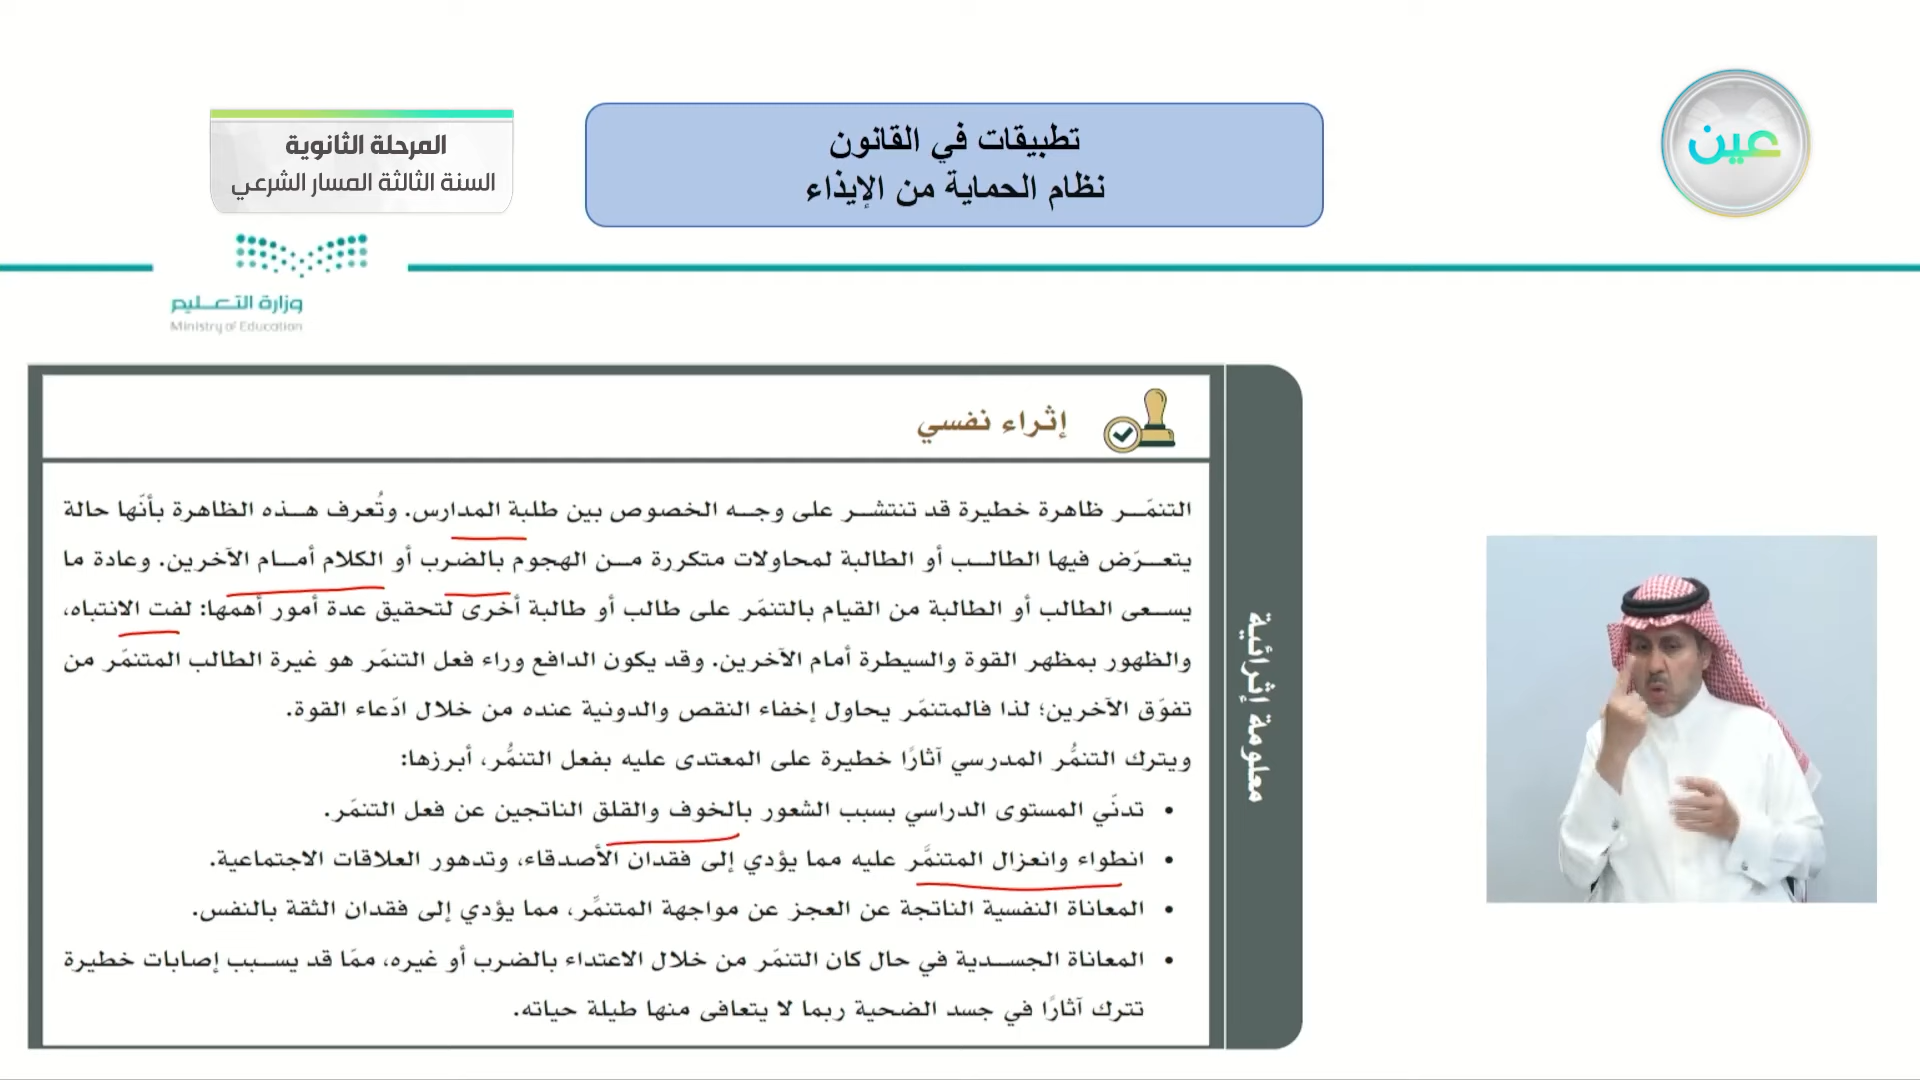 عين
تطبيقات في القانون
نظام الحماية من الإيذاء
المرحلة الثانوية
السنة الثالثة المسار الشرعي
وزارة التعليم
Ministry of Education
معلومة إثرائية
إثراء نفسي
التنمّر ظاهرة خطيرة قد تنتشر على وجه الخصوص بين طلبة المدارس. وتُعرف هذه الظاهرة بأنّها حالة
يتعرّض فيها الطالب أو الطالبة لمحاولات متكررة من الهجوم بالضرب أو الكلام أمام الآخرين. وعادة ما
يسعى الطالب أو الطالبة من القيام بالتنمّر على طالب أو طالبة أخرى لتحقيق عدة أمور أهمها: لفت الانتباه،
والظهور بمظهر القوة والسيطرة أمام الآخرين. وقد يكون الدافع وراء فعل التنمّر هو غيرة الطالب المتنمّر من
تفوّق الآخرين؛ لذا فالمتنمّر يحاول إخفاء النقص والدونية عنده من خلال ادّعاء القوة.
ويترك التنمُّر المدرسي آثارًا خطيرة على المعتدى عليه بفعل التنمُّر، أبرزها:
• تدنّي المستوى الدراسي بسبب الشعور بالخوف والقلق الناتجين عن فعل التنمّر.
• انطواء وانعزال المتنمَّر عليه مما يؤدي إلى فقدان الأصدقاء، وتدهور العلاقات الاجتماعية.
• المعاناة النفسية الناتجة عن العجز عن مواجهة المتنمِّر، مما يؤدي إلى فقدان الثقة بالنفس.
• المعاناة الجسدية في حال كان التنمّر من خلال الاعتداء بالضرب أو غيره، ممّا قد يسبب إصابات خطيرة
تترك آثارًا في جسد الضحية ربما لا يتعافى منها طيلة حياته.